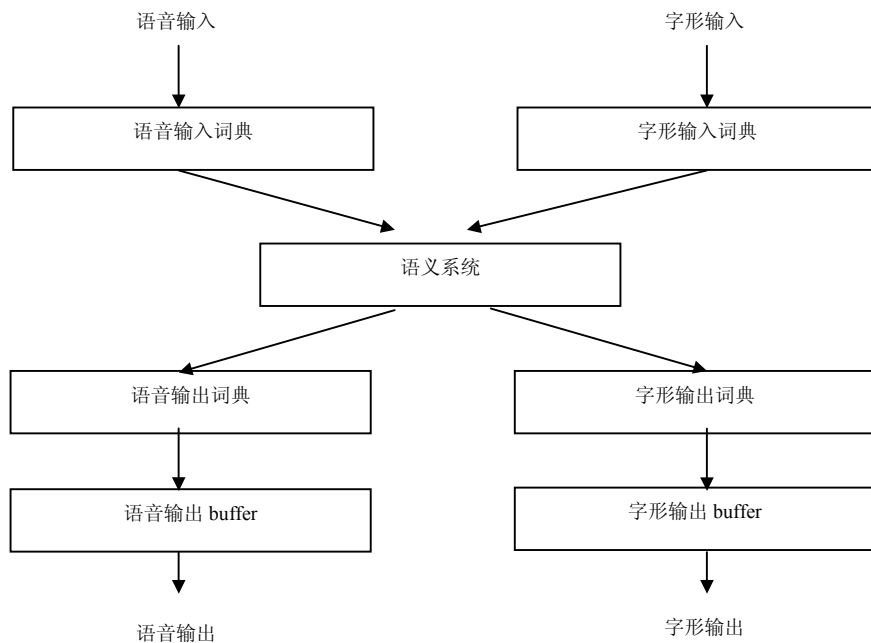 语音输入
字形输入
语音输入词典
字形输入词典
语义系统
语音输出词典
字形输出词典
语音输出 buffer
字形输出 buffer
语音输出
字形输出